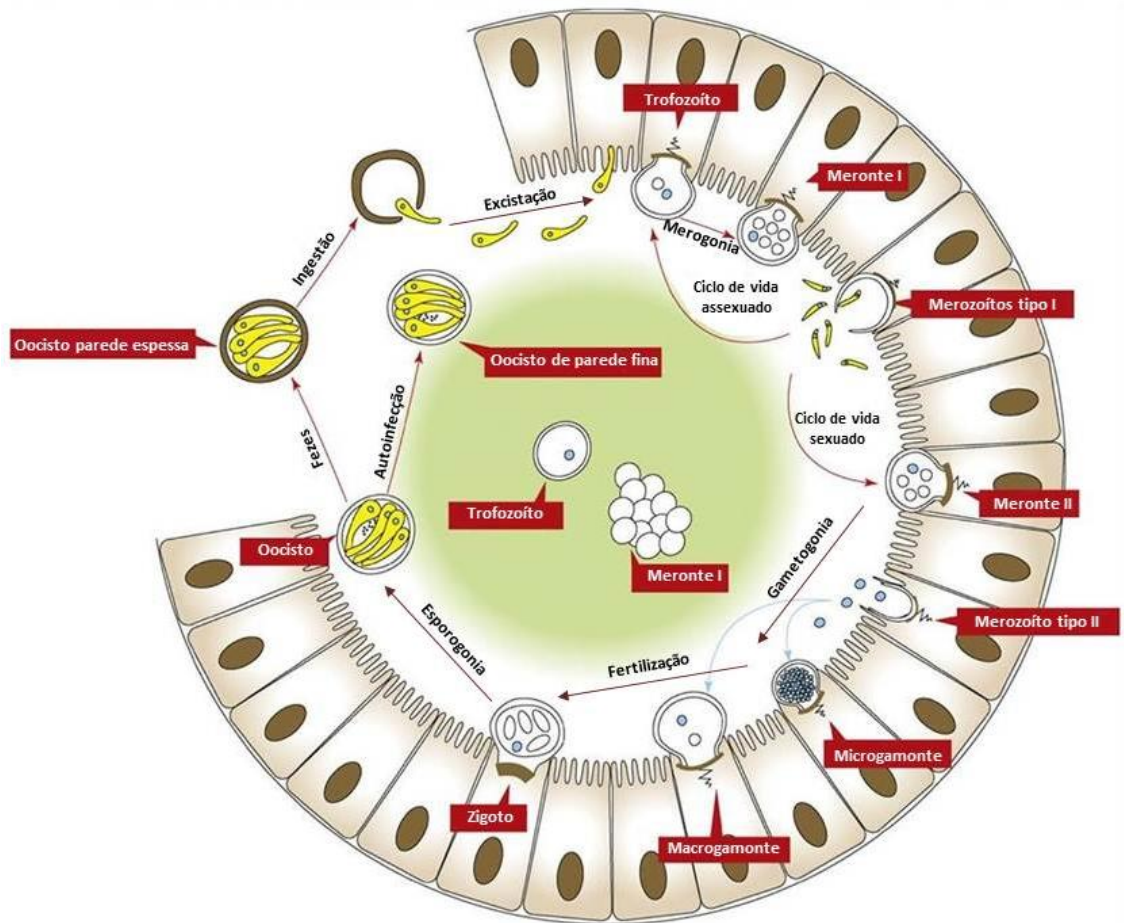 Trofozoíto
Meronte I
Excistação
Merogonia
Ingestão
Ciclo de vida
assexuado
Merozoítos tipo I
Oocisto parede espessa
Oocisto de parede fina
Autoinfecção
Fezes
Ciclo de vida
sexuado
Trofozoíto
Meronte II
Oocisto
Meronte I
Gametogonia
Merozoíto tipo II
Esporogonia
Fertilização
Microgamonte
Zigoto
Macrogamonte